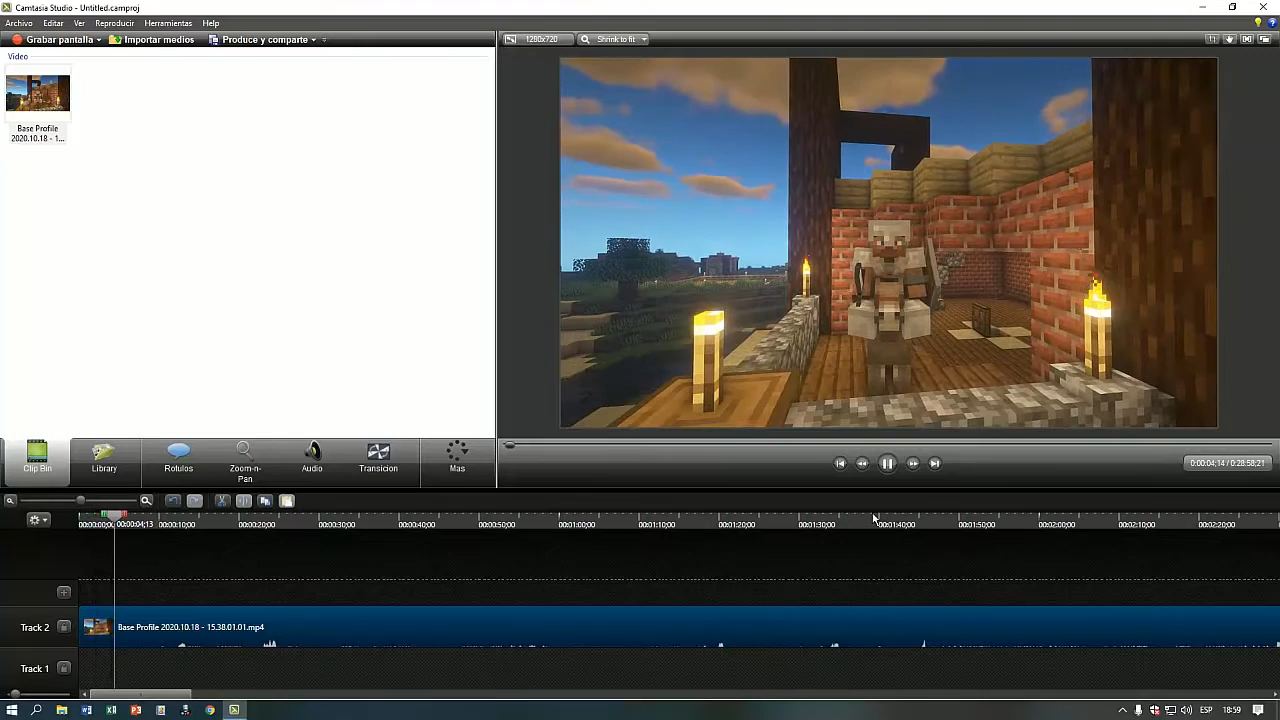 Camtasia Studio - Untitled.camproj
Archivo Editar Ver Reproducir Herramientas Help
Grabar pantalla Importar medios Produce y comparte
1280x720 Shrink to fit
Video
Base Profile
2020.10.18 - 1...
Clip Bin Library Rotulos Zoom-n-
Pan Audio Transicion Mas
0:00:04;14 / 0:28:58;21
00:00:04;13 00:00:10;00 00:00:20;00 00:00:30;00 00:00:40;00 00:00:50;00 00:01:00;00 00:01:10;00 00:01:20;00 00:01:30;00 00:01:40;00 00:01:50;00 00:02:00;00 00:02:10;00 00:02:20;00
Track 2 Base Profile 2020.10.18 - 15.38.01.01.mp4
Track 1
ESP 18:59